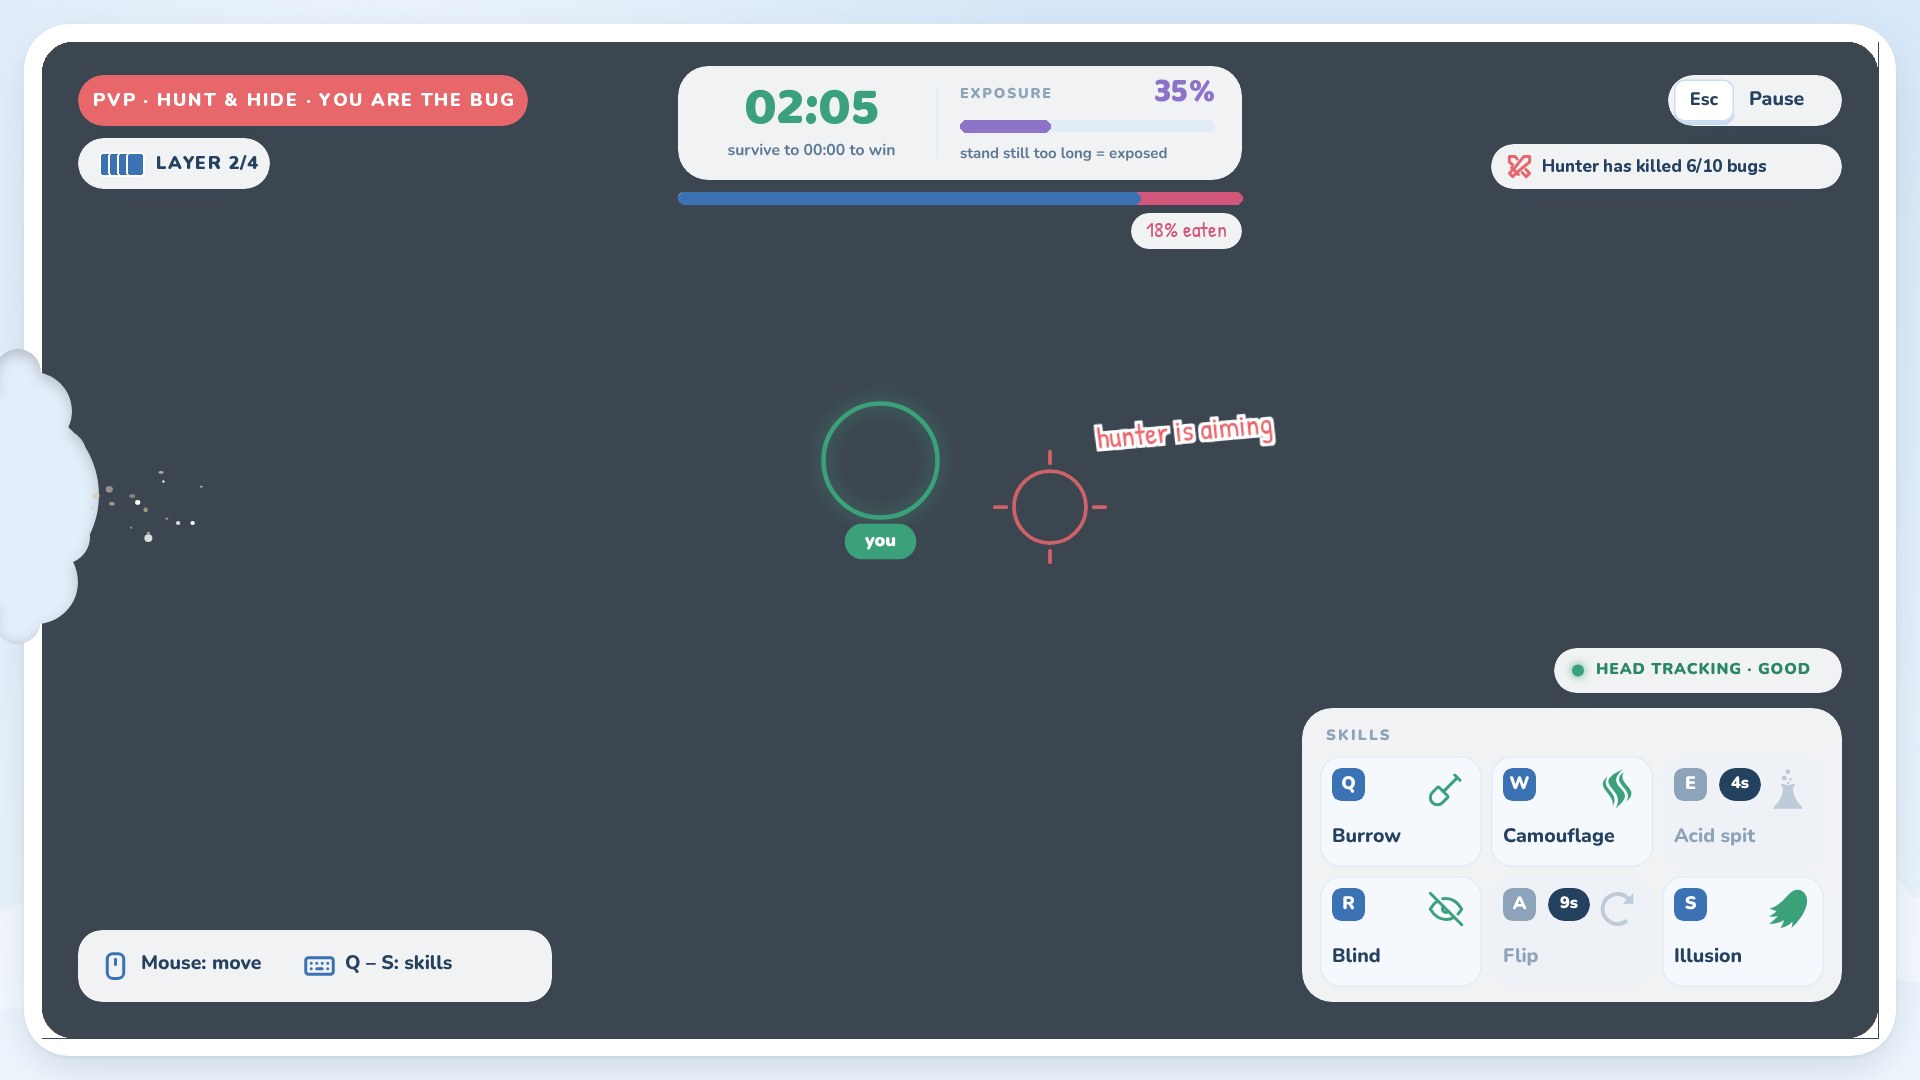 PVP · HUNT & HIDE · YOU ARE THE BUG
LAYER 2/4
02:05
survive to 00:00 to win
EXPOSURE
35%
stand still too long = exposed
18% eaten
Esc
Pause
Hunter has killed 6/10 bugs
hunter is aiming
you
HEAD TRACKING · GOOD
SKILLS
Q
Burrow
W
Camouflage
E
4s
Acid spit
R
Blind
A
9s
Flip
S
Illusion
Mouse: move
Q – S: skills